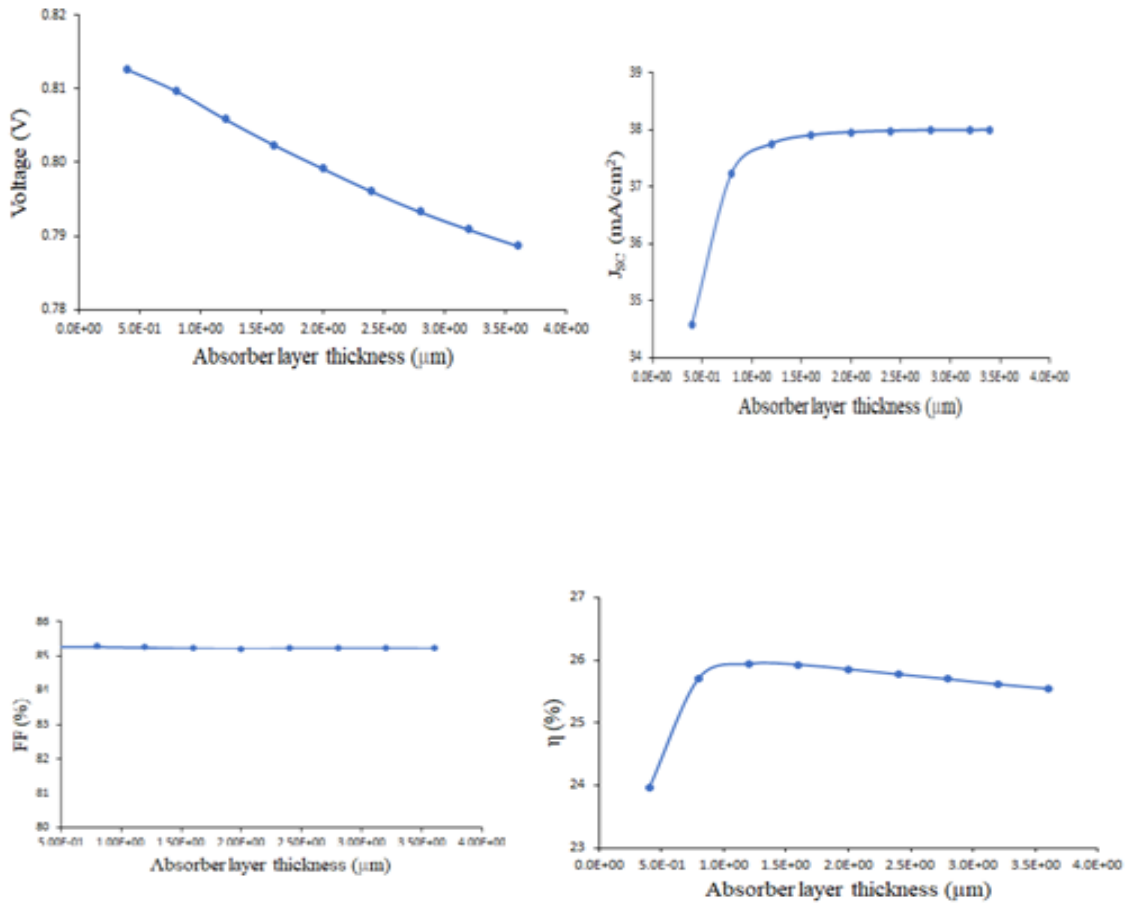 0.82
0.81
0.80
0.79
0.78
Voltage (V)
0.0E+00 5.0E-01 1.0E+00 1.5E+00 2.0E+00 2.5E+00 3.0E+00 3.5E+00 4.0E+00
Absorber layer thickness (μm)
39
38
37
36
35
34
JSC (mA/cm²)
0.0E+00 5.0E-01 1.0E+00 1.5E+00 2.0E+00 2.5E+00 3.0E+00 3.5E+00 4.0E+00
Absorber layer thickness (μm)
86
85
84
83
82
81
80
FF (%)
5.00E-01 1.00E+00 1.50E+00 2.00E+00 2.50E+00 3.00E+00 3.50E+00 4.00E+00
Absorber layer thickness (μm)
27
26
25
24
23
η (%)
0.0E+00 5.0E-01 1.0E+00 1.5E+00 2.0E+00 2.5E+00 3.0E+00 3.5E+00 4.0E+00
Absorber layer thickness (μm)